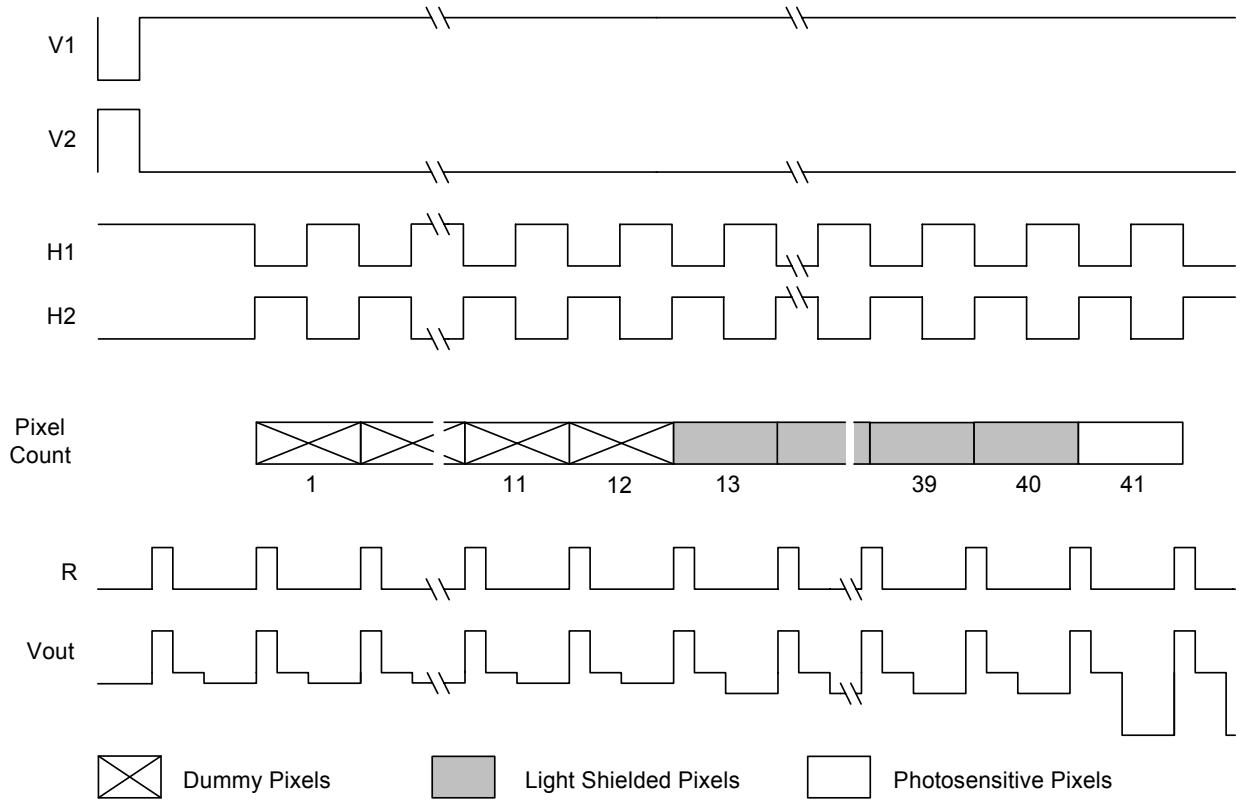 V1
V2
H1
H2
Pixel
Count
1
11
12
13
39
40
41
R
Vout
Dummy Pixels
Light Shielded Pixels
Photosensitive Pixels